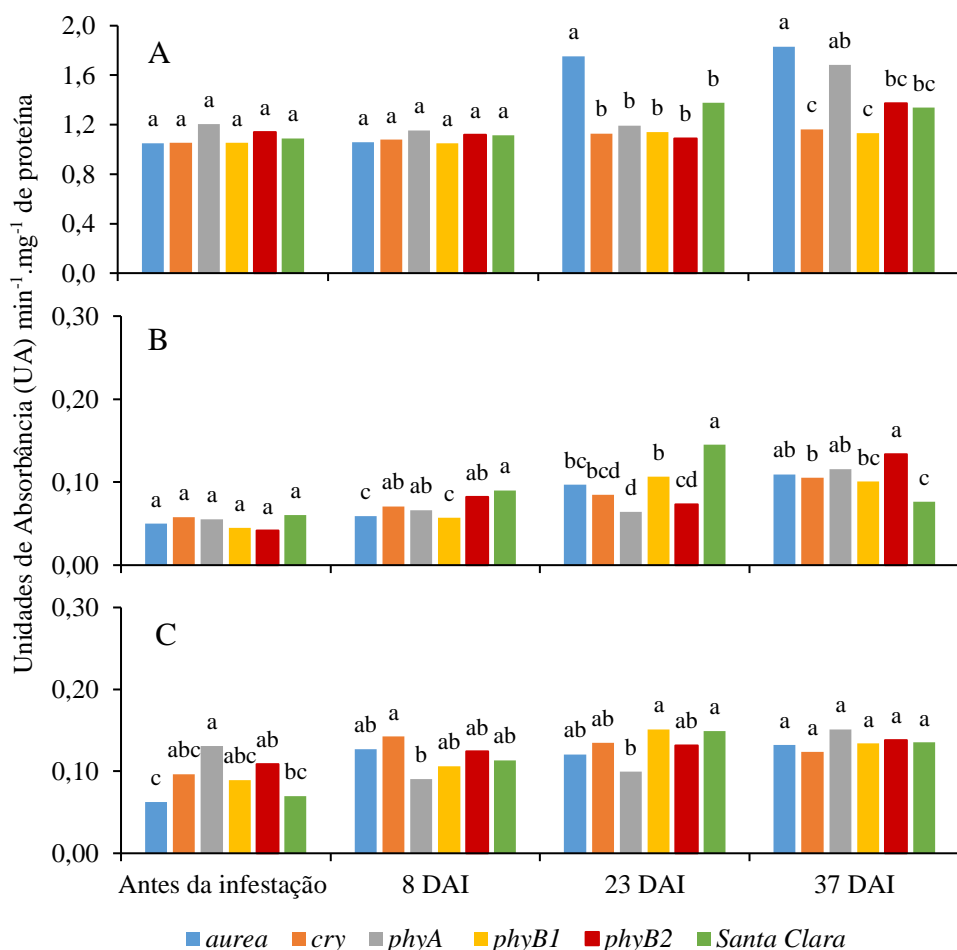 Unidades de Absorbância (UA) min⁻¹.mg⁻¹ de proteína
A
2,0
1,6
1,2
0,8
0,4
0,0
a a a a a a
a a a a a a
a b b b b b
a c ab c bc bc
B
0,30
0,20
0,10
0,00
a a a a a a
c ab ab c ab a
bc bcd d b cd a
ab b ab bc a c
C
0,30
0,20
0,10
0,00
c abc a abc ab bc
ab a b ab ab ab
ab ab b a ab a
a a a a a a
Antes da infestação 8 DAI 23 DAI 37 DAI
aurea cry phyA phyB1 phyB2 Santa Clara